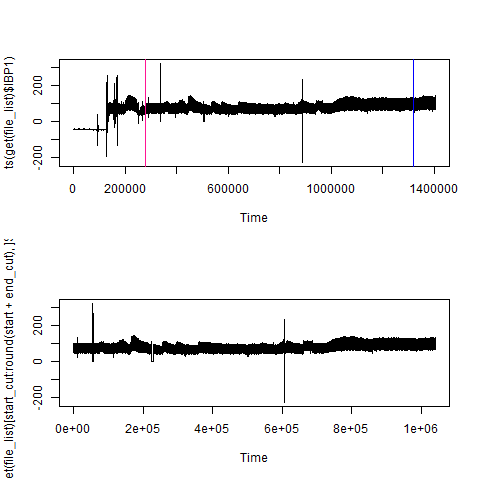 ts(get(file_list)$IBP1)
200
0
-200
0 200000 600000 1000000 1400000
Time
et(file_list)[start_cut:round(start + end_cut), ]$
200
0
-200
0e+00 2e+05 4e+05 6e+05 8e+05 1e+06
Time